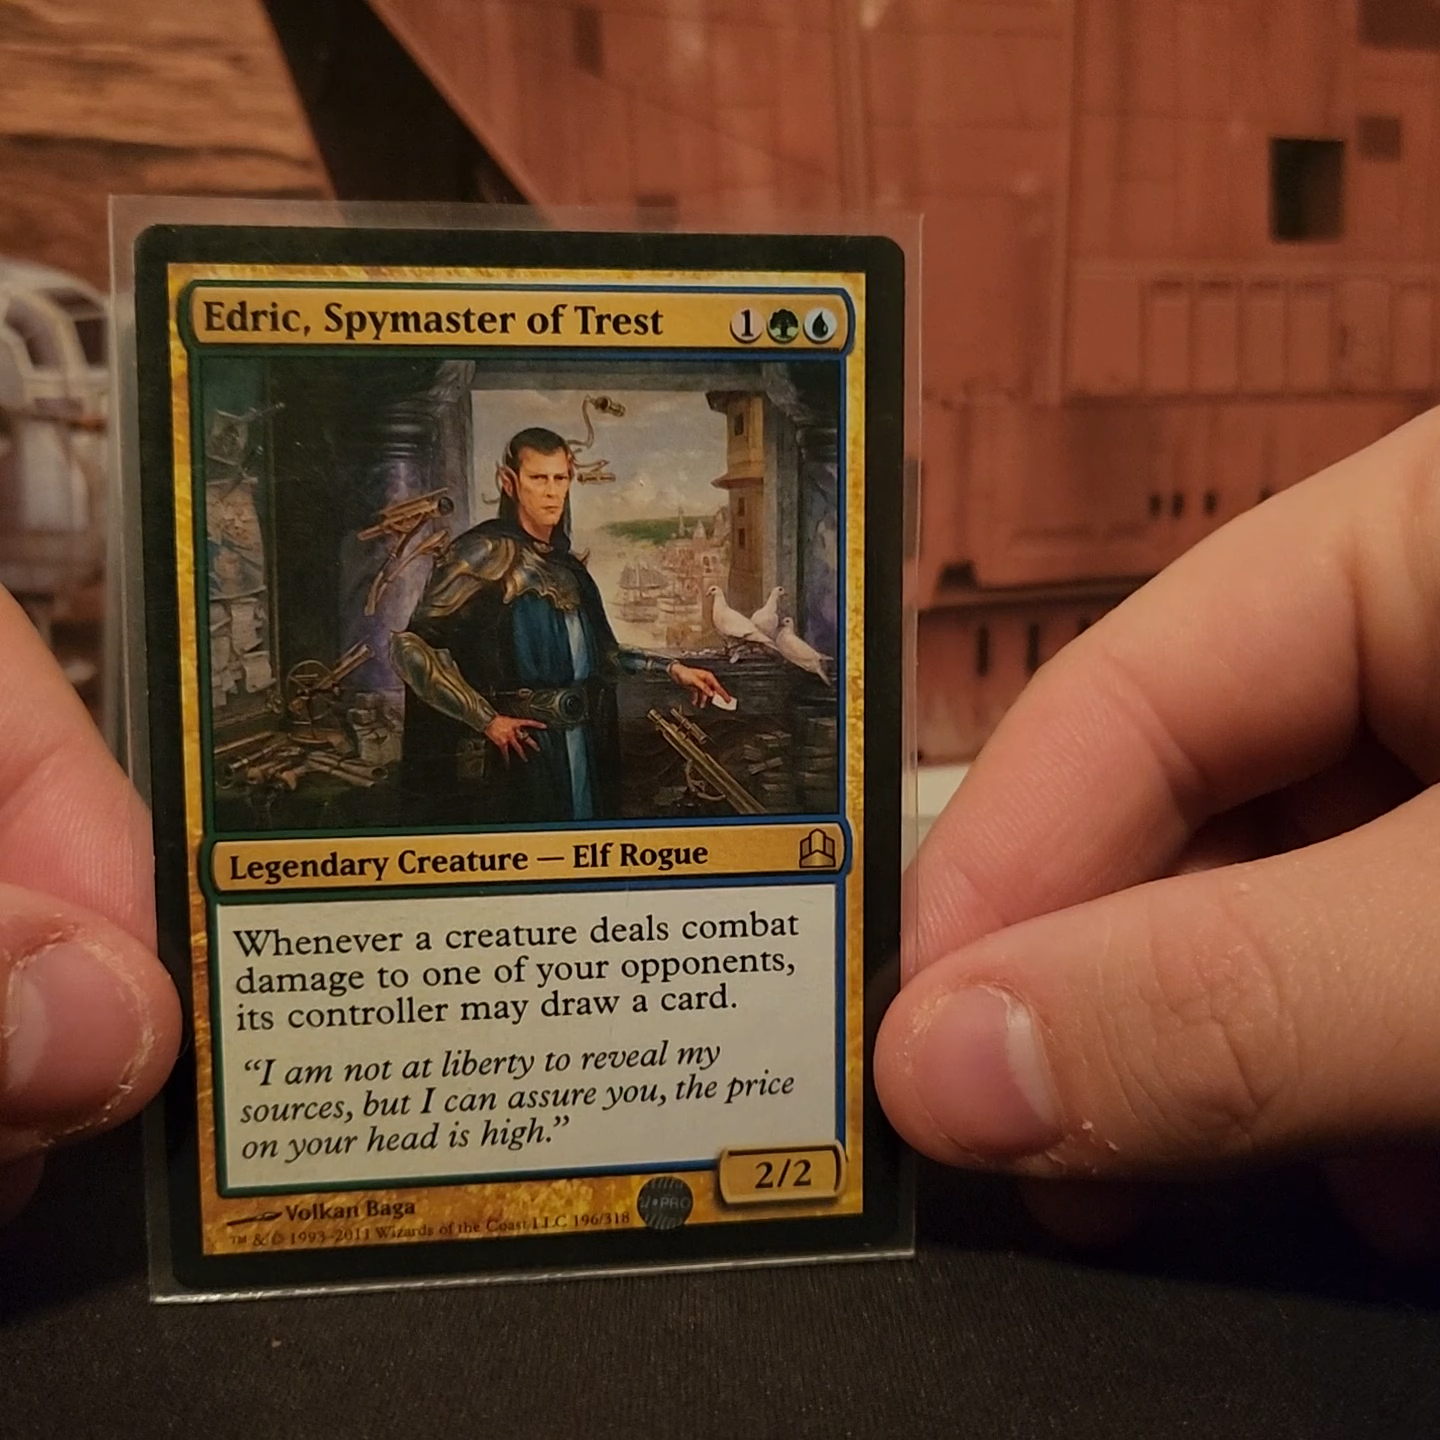 Edric, Spymaster of Trest 1
Legendary Creature — Elf Rogue
Whenever a creature deals combat
damage to one of your opponents,
its controller may draw a card.
“I am not at liberty to reveal my
sources, but I can assure you, the price
on your head is high.”
2/2
Volkan Baga
™ & © 1993–2011 Wizards of the Coast LLC 196/318
PRO